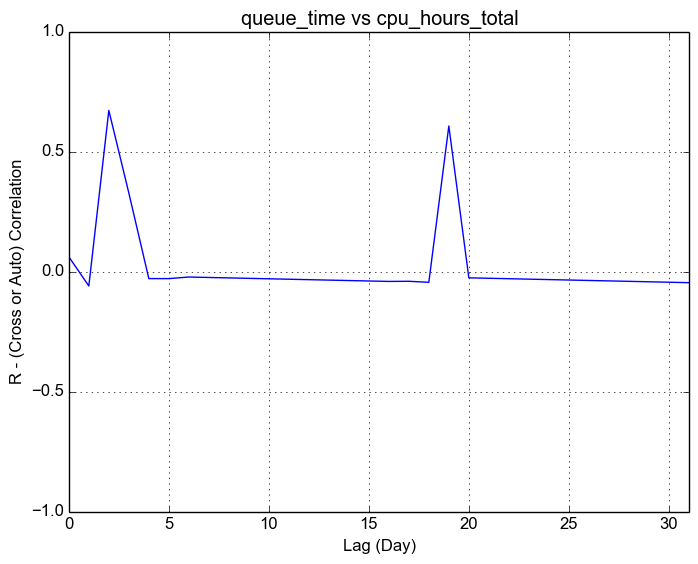 queue_time vs cpu_hours_total
1.0
0.5
0.0
−0.5
−1.0
R - (Cross or Auto) Correlation
0 5 10 15 20 25 30
Lag (Day)